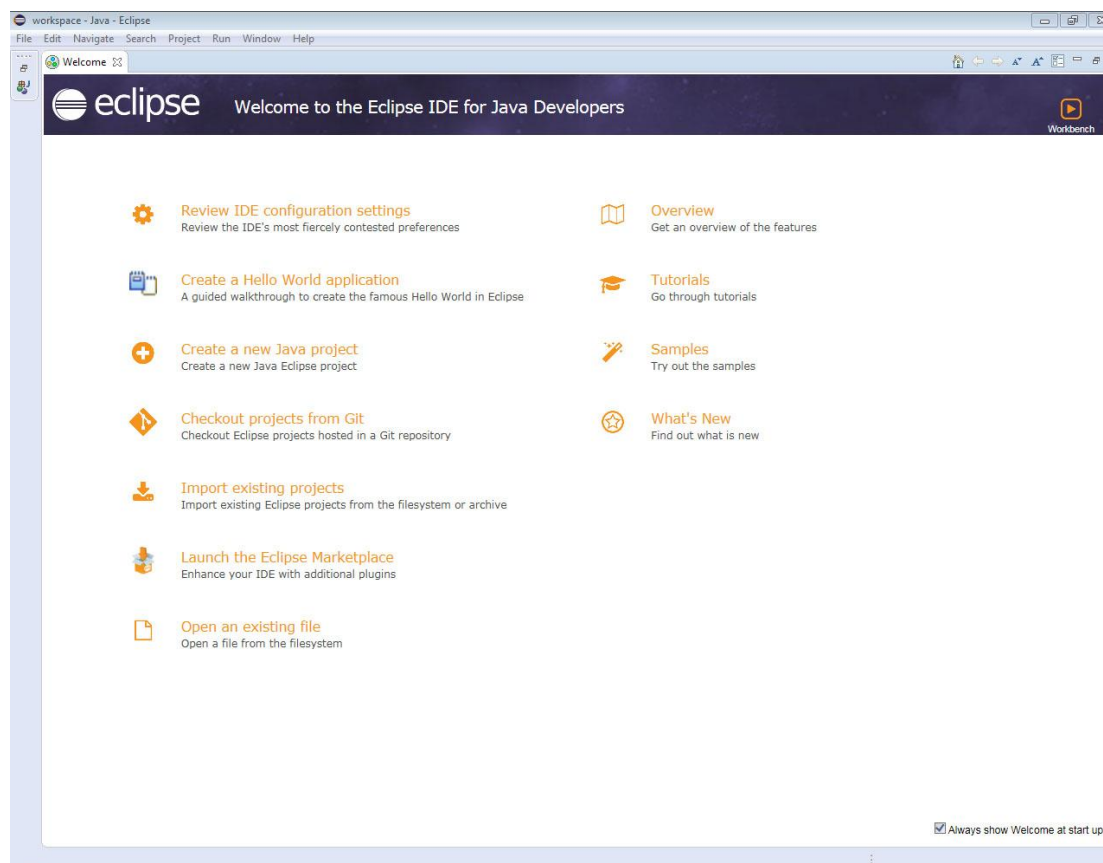 workspace - Java - Eclipse
File Edit Navigate Search Project Run Window Help
Welcome
eclipse Welcome to the Eclipse IDE for Java Developers
Workbench
Review IDE configuration settings
Review the IDE's most fiercely contested preferences
Create a Hello World application
A guided walkthrough to create the famous Hello World in Eclipse
Create a new Java project
Create a new Java Eclipse project
Checkout projects from Git
Checkout Eclipse projects hosted in a Git repository
Import existing projects
Import existing Eclipse projects from the filesystem or archive
Launch the Eclipse Marketplace
Enhance your IDE with additional plugins
Open an existing file
Open a file from the filesystem
Overview
Get an overview of the features
Tutorials
Go through tutorials
Samples
Try out the samples
What's New
Find out what is new
Always show Welcome at start up